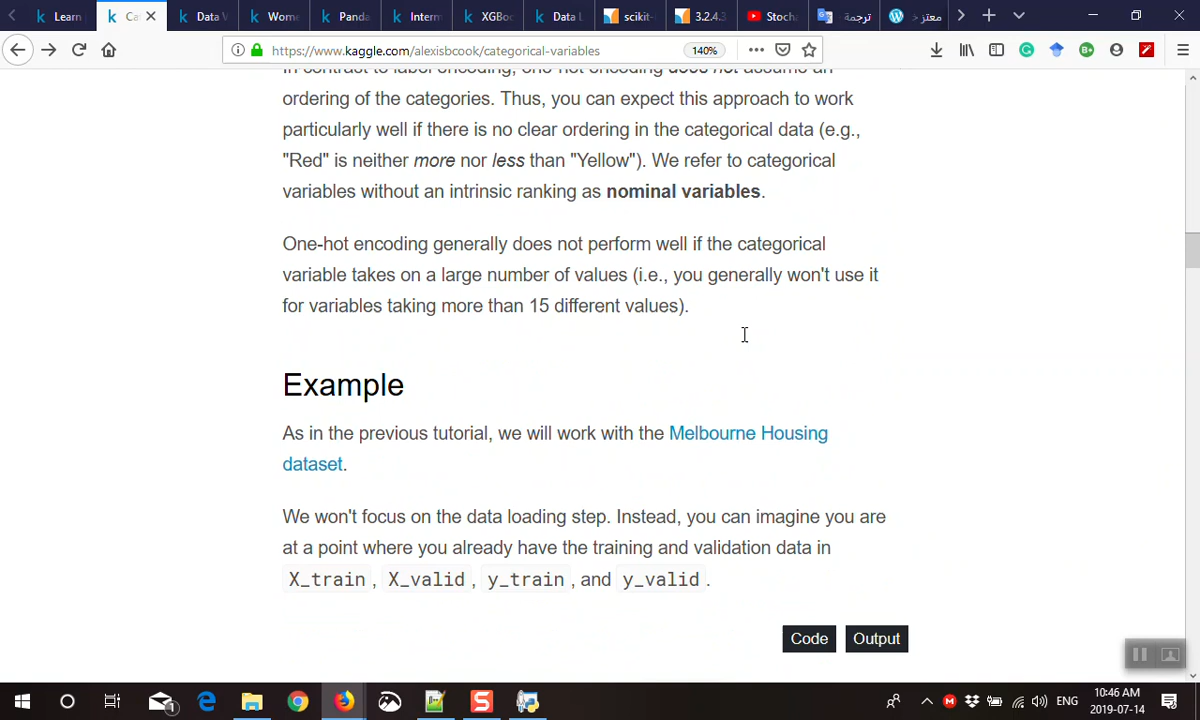 Learn
Ca
Data V
Wome
Panda
Interm
XGBoo
Data L
scikit-
3.2.4.3
Stocha
ترجمة
معتز خ
https://www.kaggle.com/alexisbcook/categorical-variables
140%
In contrast to label encoding, one-hot encoding does not assume an
ordering of the categories. Thus, you can expect this approach to work
particularly well if there is no clear ordering in the categorical data (e.g.,
"Red" is neither more nor less than "Yellow"). We refer to categorical
variables without an intrinsic ranking as nominal variables.
One-hot encoding generally does not perform well if the categorical
variable takes on a large number of values (i.e., you generally won't use it
for variables taking more than 15 different values).
Example
As in the previous tutorial, we will work with the Melbourne Housing
dataset.
We won't focus on the data loading step. Instead, you can imagine you are
at a point where you already have the training and validation data in
X_train, X_valid, y_train, and y_valid.
Code
Output
ENG
10:46 AM
2019-07-14